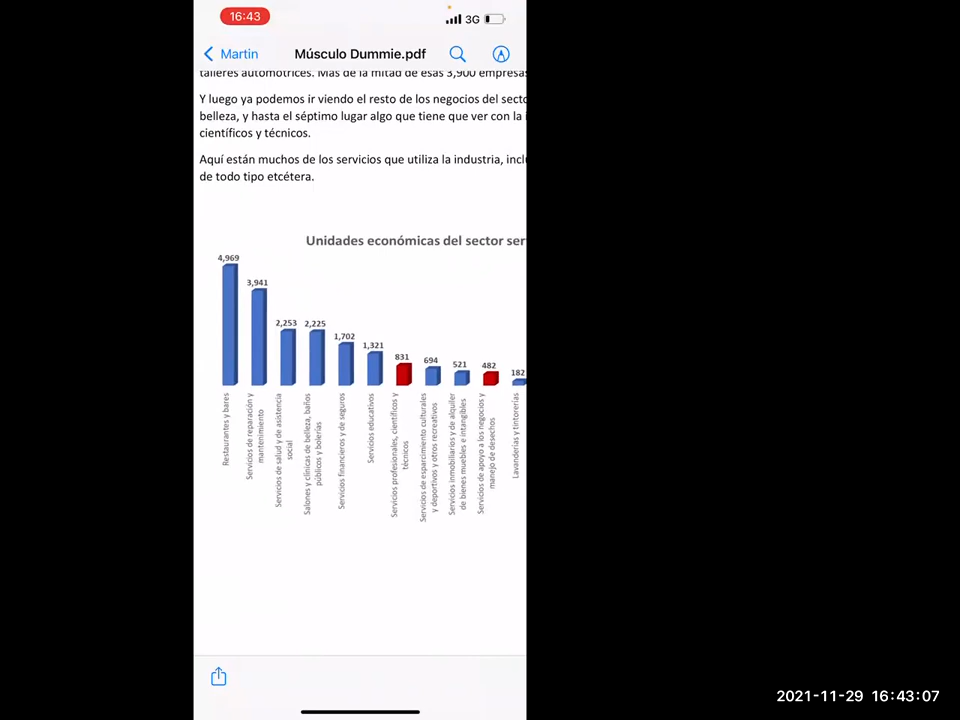 16:43
3G
Martin
Músculo Dummie.pdf
talleres automotrices. Más de la mitad de esas 3,900 empresas
Y luego ya podemos ir viendo el resto de los negocios del secto
belleza, y hasta el séptimo lugar algo que tiene que ver con la i
científicos y técnicos.
Aquí están muchos de los servicios que utiliza la industria, inclu
de todo tipo etcétera.
Unidades económicas del sector ser
4,969
3,941
2,253
2,225
1,702
1,321
831
694
521
482
182
Restaurantes y bares
Servicios de reparación y
mantenimiento
Servicios de salud y de asistencia
social
Salones y clínicas de belleza, baños
públicos y bolerías
Servicios financieros y de seguros
Servicios educativos
Servicios profesionales, científicos y
técnicos
Servicios de esparcimiento culturales
y deportivos y otros recreativos
Servicios inmobiliarios y de alquiler
de bienes muebles e intangibles
Servicios de apoyo a los negocios y
manejo de desechos
Lavanderías y tintorerías
2021-11-29 16:43:07